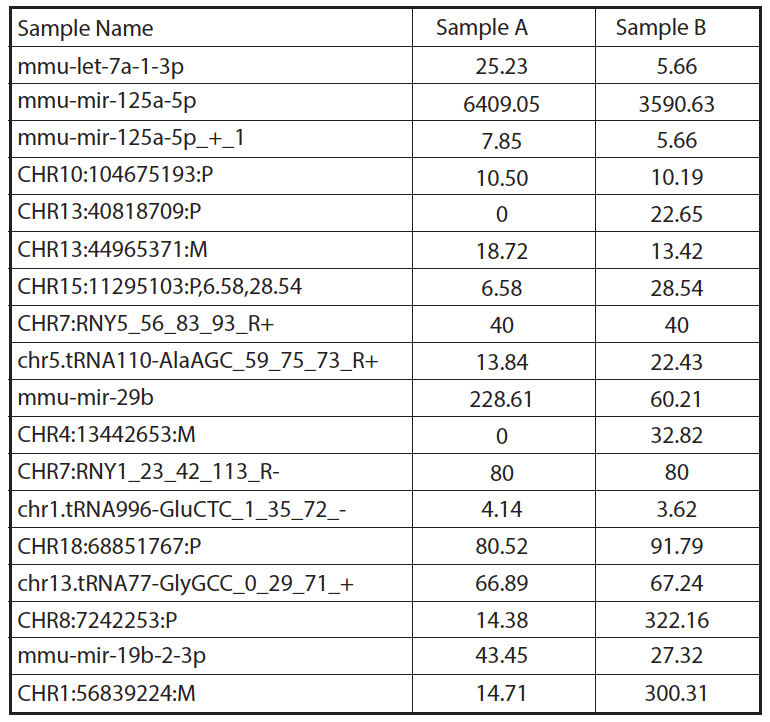 Sample Name Sample A Sample B
mmu-let-7a-1-3p 25.23 5.66
mmu-mir-125a-5p 6409.05 3590.63
mmu-mir-125a-5p_+_1 7.85 5.66
CHR10:104675193:P 10.50 10.19
CHR13:40818709:P 0 22.65
CHR13:44965371:M 18.72 13.42
CHR15:11295103:P,6.58,28.54 6.58 28.54
CHR7:RNY5_56_83_93_R+ 40 40
chr5.tRNA110-AlaAGC_59_75_73_R+ 13.84 22.43
mmu-mir-29b 228.61 60.21
CHR4:13442653:M 0 32.82
CHR7:RNY1_23_42_113_R- 80 80
chr1.tRNA996-GluCTC_1_35_72_- 4.14 3.62
CHR18:68851767:P 80.52 91.79
chr13.tRNA77-GlyGCC_0_29_71_+ 66.89 67.24
CHR8:7242253:P 14.38 322.16
mmu-mir-19b-2-3p 43.45 27.32
CHR1:56839224:M 14.71 300.31